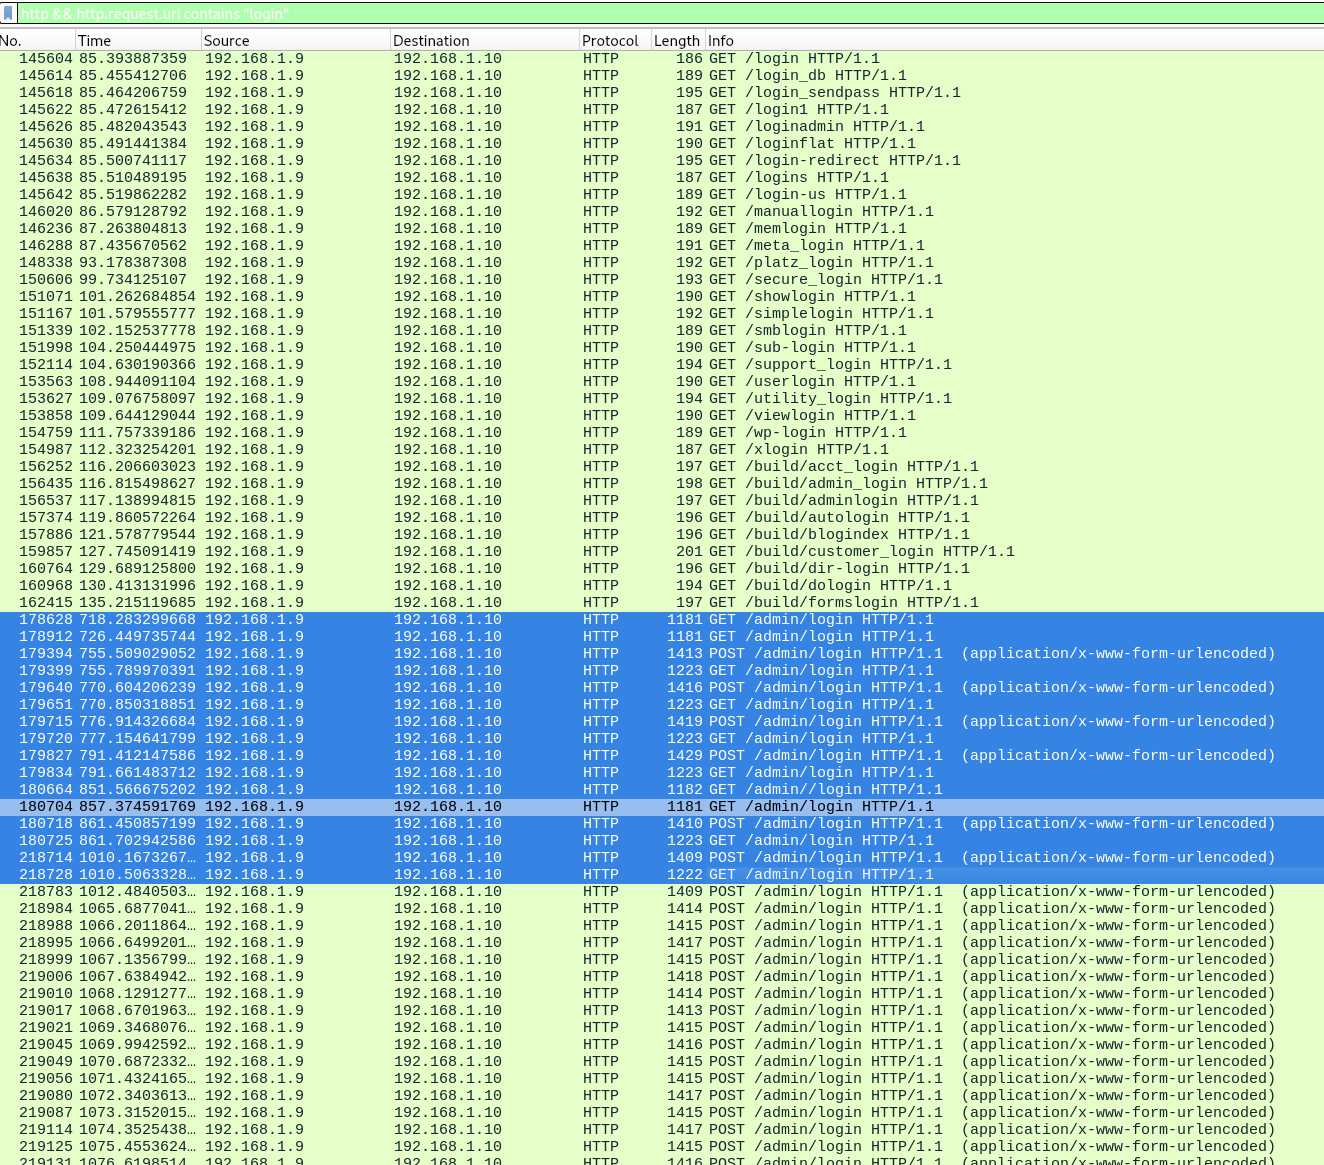 http && http.request.uri contains "login"
No. Time Source Destination Protocol Length Info
145604 85.393887359 192.168.1.9 192.168.1.10 HTTP 186 GET /login HTTP/1.1
145614 85.455412706 192.168.1.9 192.168.1.10 HTTP 189 GET /login_db HTTP/1.1
145618 85.464206759 192.168.1.9 192.168.1.10 HTTP 195 GET /login_sendpass HTTP/1.1
145622 85.472615412 192.168.1.9 192.168.1.10 HTTP 187 GET /login1 HTTP/1.1
145626 85.482043543 192.168.1.9 192.168.1.10 HTTP 191 GET /loginadmin HTTP/1.1
145630 85.491441384 192.168.1.9 192.168.1.10 HTTP 190 GET /loginflat HTTP/1.1
145634 85.500741117 192.168.1.9 192.168.1.10 HTTP 195 GET /login-redirect HTTP/1.1
145638 85.510489195 192.168.1.9 192.168.1.10 HTTP 187 GET /logins HTTP/1.1
145642 85.519862282 192.168.1.9 192.168.1.10 HTTP 189 GET /login-us HTTP/1.1
146020 86.579128792 192.168.1.9 192.168.1.10 HTTP 192 GET /manuallogin HTTP/1.1
146236 87.263804813 192.168.1.9 192.168.1.10 HTTP 189 GET /memlogin HTTP/1.1
146288 87.435670562 192.168.1.9 192.168.1.10 HTTP 191 GET /meta_login HTTP/1.1
148338 93.178387308 192.168.1.9 192.168.1.10 HTTP 192 GET /platz_login HTTP/1.1
150606 99.734125107 192.168.1.9 192.168.1.10 HTTP 193 GET /secure_login HTTP/1.1
151071 101.262684854 192.168.1.9 192.168.1.10 HTTP 190 GET /showlogin HTTP/1.1
151167 101.579555777 192.168.1.9 192.168.1.10 HTTP 192 GET /simplelogin HTTP/1.1
151339 102.152537778 192.168.1.9 192.168.1.10 HTTP 189 GET /smblogin HTTP/1.1
151998 104.250444975 192.168.1.9 192.168.1.10 HTTP 190 GET /sub-login HTTP/1.1
152114 104.630190366 192.168.1.9 192.168.1.10 HTTP 194 GET /support_login HTTP/1.1
153563 108.944091104 192.168.1.9 192.168.1.10 HTTP 190 GET /userlogin HTTP/1.1
153627 109.076758097 192.168.1.9 192.168.1.10 HTTP 194 GET /utility_login HTTP/1.1
153858 109.644129044 192.168.1.9 192.168.1.10 HTTP 190 GET /viewlogin HTTP/1.1
154759 111.757339186 192.168.1.9 192.168.1.10 HTTP 189 GET /wp-login HTTP/1.1
154987 112.323254201 192.168.1.9 192.168.1.10 HTTP 187 GET /xlogin HTTP/1.1
156252 116.206603023 192.168.1.9 192.168.1.10 HTTP 197 GET /build/acct_login HTTP/1.1
156435 116.815498627 192.168.1.9 192.168.1.10 HTTP 198 GET /build/admin_login HTTP/1.1
156537 117.138994815 192.168.1.9 192.168.1.10 HTTP 197 GET /build/adminlogin HTTP/1.1
157374 119.860572264 192.168.1.9 192.168.1.10 HTTP 196 GET /build/autologin HTTP/1.1
157886 121.578779544 192.168.1.9 192.168.1.10 HTTP 196 GET /build/blogindex HTTP/1.1
159857 127.745091419 192.168.1.9 192.168.1.10 HTTP 201 GET /build/customer_login HTTP/1.1
160764 129.689125800 192.168.1.9 192.168.1.10 HTTP 196 GET /build/dir-login HTTP/1.1
160968 130.413131996 192.168.1.9 192.168.1.10 HTTP 194 GET /build/dologin HTTP/1.1
162415 135.215119685 192.168.1.9 192.168.1.10 HTTP 197 GET /build/formslogin HTTP/1.1
178628 718.283299668 192.168.1.9 192.168.1.10 HTTP 1181 GET /admin/login HTTP/1.1
178912 726.449735744 192.168.1.9 192.168.1.10 HTTP 1181 GET /admin/login HTTP/1.1
179394 755.509029052 192.168.1.9 192.168.1.10 HTTP 1413 POST /admin/login HTTP/1.1 (application/x-www-form-urlencoded)
179399 755.789970391 192.168.1.9 192.168.1.10 HTTP 1223 GET /admin/login HTTP/1.1
179640 770.604206239 192.168.1.9 192.168.1.10 HTTP 1416 POST /admin/login HTTP/1.1 (application/x-www-form-urlencoded)
179651 770.850318851 192.168.1.9 192.168.1.10 HTTP 1223 GET /admin/login HTTP/1.1
179715 776.914326684 192.168.1.9 192.168.1.10 HTTP 1419 POST /admin/login HTTP/1.1 (application/x-www-form-urlencoded)
179720 777.154641799 192.168.1.9 192.168.1.10 HTTP 1223 GET /admin/login HTTP/1.1
179827 791.412147586 192.168.1.9 192.168.1.10 HTTP 1429 POST /admin/login HTTP/1.1 (application/x-www-form-urlencoded)
179834 791.661483712 192.168.1.9 192.168.1.10 HTTP 1223 GET /admin/login HTTP/1.1
180664 851.566675202 192.168.1.9 192.168.1.10 HTTP 1182 GET /admin//login HTTP/1.1
180704 857.374591769 192.168.1.9 192.168.1.10 HTTP 1181 GET /admin/login HTTP/1.1
180718 861.450857199 192.168.1.9 192.168.1.10 HTTP 1410 POST /admin/login HTTP/1.1 (application/x-www-form-urlencoded)
180725 861.702942586 192.168.1.9 192.168.1.10 HTTP 1223 GET /admin/login HTTP/1.1
218714 1010.1673267… 192.168.1.9 192.168.1.10 HTTP 1409 POST /admin/login HTTP/1.1 (application/x-www-form-urlencoded)
218728 1010.5063328… 192.168.1.9 192.168.1.10 HTTP 1222 GET /admin/login HTTP/1.1
218783 1012.4840503… 192.168.1.9 192.168.1.10 HTTP 1409 POST /admin/login HTTP/1.1 (application/x-www-form-urlencoded)
218984 1065.6877041… 192.168.1.9 192.168.1.10 HTTP 1414 POST /admin/login HTTP/1.1 (application/x-www-form-urlencoded)
218988 1066.2011864… 192.168.1.9 192.168.1.10 HTTP 1415 POST /admin/login HTTP/1.1 (application/x-www-form-urlencoded)
218995 1066.6499201… 192.168.1.9 192.168.1.10 HTTP 1417 POST /admin/login HTTP/1.1 (application/x-www-form-urlencoded)
218999 1067.1356799… 192.168.1.9 192.168.1.10 HTTP 1415 POST /admin/login HTTP/1.1 (application/x-www-form-urlencoded)
219006 1067.6384942… 192.168.1.9 192.168.1.10 HTTP 1418 POST /admin/login HTTP/1.1 (application/x-www-form-urlencoded)
219010 1068.1291277… 192.168.1.9 192.168.1.10 HTTP 1414 POST /admin/login HTTP/1.1 (application/x-www-form-urlencoded)
219017 1068.6701963… 192.168.1.9 192.168.1.10 HTTP 1413 POST /admin/login HTTP/1.1 (application/x-www-form-urlencoded)
219021 1069.3468076… 192.168.1.9 192.168.1.10 HTTP 1415 POST /admin/login HTTP/1.1 (application/x-www-form-urlencoded)
219045 1069.9942592… 192.168.1.9 192.168.1.10 HTTP 1416 POST /admin/login HTTP/1.1 (application/x-www-form-urlencoded)
219049 1070.6872332… 192.168.1.9 192.168.1.10 HTTP 1415 POST /admin/login HTTP/1.1 (application/x-www-form-urlencoded)
219056 1071.4324165… 192.168.1.9 192.168.1.10 HTTP 1415 POST /admin/login HTTP/1.1 (application/x-www-form-urlencoded)
219080 1072.3403613… 192.168.1.9 192.168.1.10 HTTP 1417 POST /admin/login HTTP/1.1 (application/x-www-form-urlencoded)
219087 1073.3152015… 192.168.1.9 192.168.1.10 HTTP 1415 POST /admin/login HTTP/1.1 (application/x-www-form-urlencoded)
219114 1074.3525438… 192.168.1.9 192.168.1.10 HTTP 1417 POST /admin/login HTTP/1.1 (application/x-www-form-urlencoded)
219125 1075.4553624… 192.168.1.9 192.168.1.10 HTTP 1415 POST /admin/login HTTP/1.1 (application/x-www-form-urlencoded)
219131 1076.6198514… 192.168.1.9 192.168.1.10 HTTP 1416 POST /admin/login HTTP/1.1 (application/x-www-form-urlencoded)